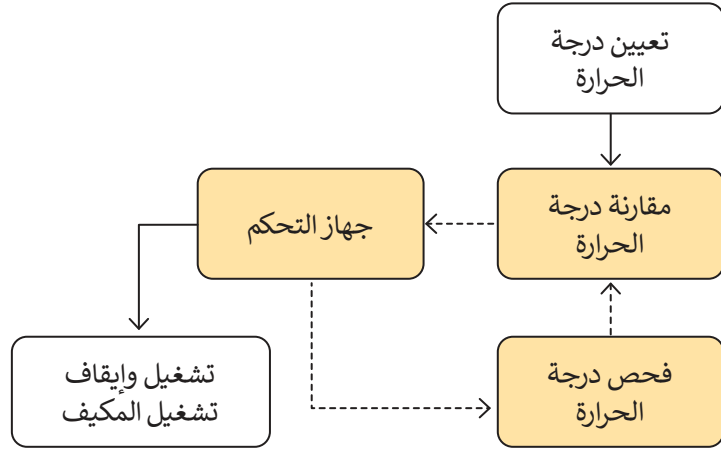 تعيين درجة
الحرارة
مقارنة درجة
الحرارة
جهاز التحكم
فحص درجة
الحرارة
تشغيل وإيقاف
تشغيل المكيف